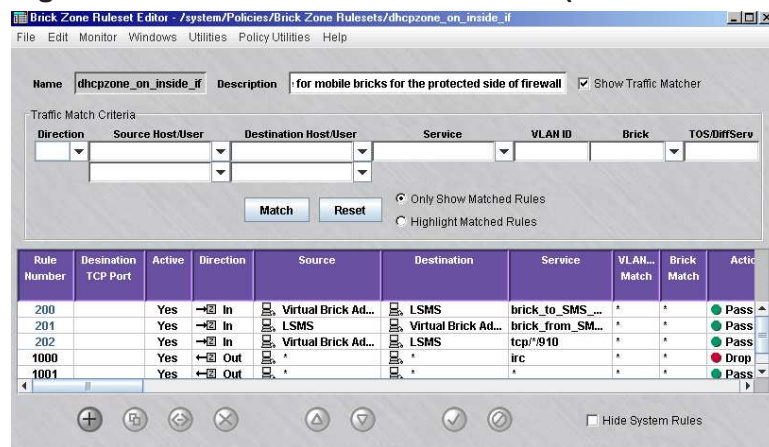 Brick Zone Ruleset Editor - /system/Policies/Brick Zone Rulesets/dhcpzone_on_inside_if
File Edit Monitor Windows Utilities Policy Utilities Help
Name dhcpzone_on_inside_if Description for mobile bricks for the protected side of firewall Show Traffic Matcher
Traffic Match Criteria
Direction Source Host/User Destination Host/User Service VLAN ID Brick TOS/DiffServ
Match Reset Only Show Matched Rules
Highlight Matched Rules
Rule Number Desination TCP Port Active Direction Source Destination Service VLAN... Match Brick Match Actic
200 Yes In Virtual Brick Ad... LSMS brick_to_SMS_... * * Pass
201 Yes In LSMS Virtual Brick Ad... brick_from_SM... * * Pass
202 Yes In Virtual Brick Ad... LSMS tcp/*/910 * * Pass
1000 Yes Out * * irc * * Drop
1001 Yes Out * * * * * Pass
Hide System Rules